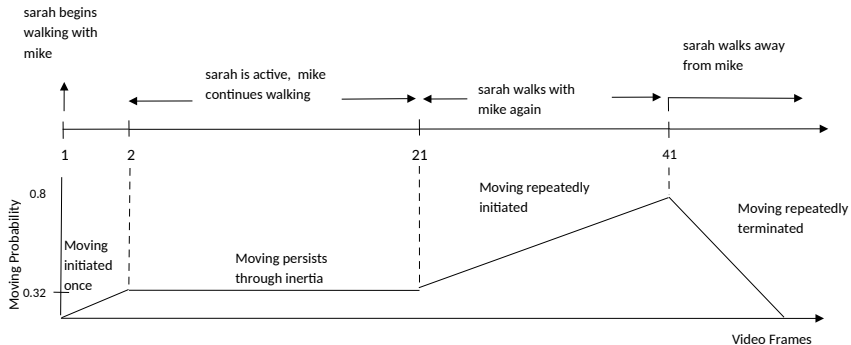 sarah begins
walking with
mike
sarah is active, mike
continues walking
sarah walks with
mike again
sarah walks away
from mike
1
2
21
41
Moving Probability
0.8
0.32
Moving
initiated
once
Moving persists
through inertia
Moving repeatedly
initiated
Moving repeatedly
terminated
Video Frames